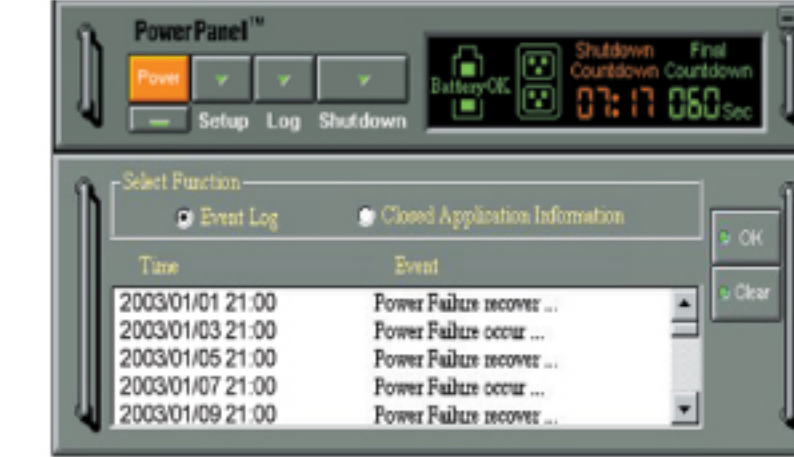 PowerPanel™
Power
Setup Log Shutdown
BatteryOK
Shutdown Countdown
07:17
Final Countdown
060 Sec
Select Function
Event Log
Closed Application Information
OK
Clear
Time Event
2003/01/01 21:00 Power Failure recover ...
2003/01/03 21:00 Power Failure occur ...
2003/01/05 21:00 Power Failure recover ...
2003/01/07 21:00 Power Failure occur ...
2003/01/09 21:00 Power Failure recover ...